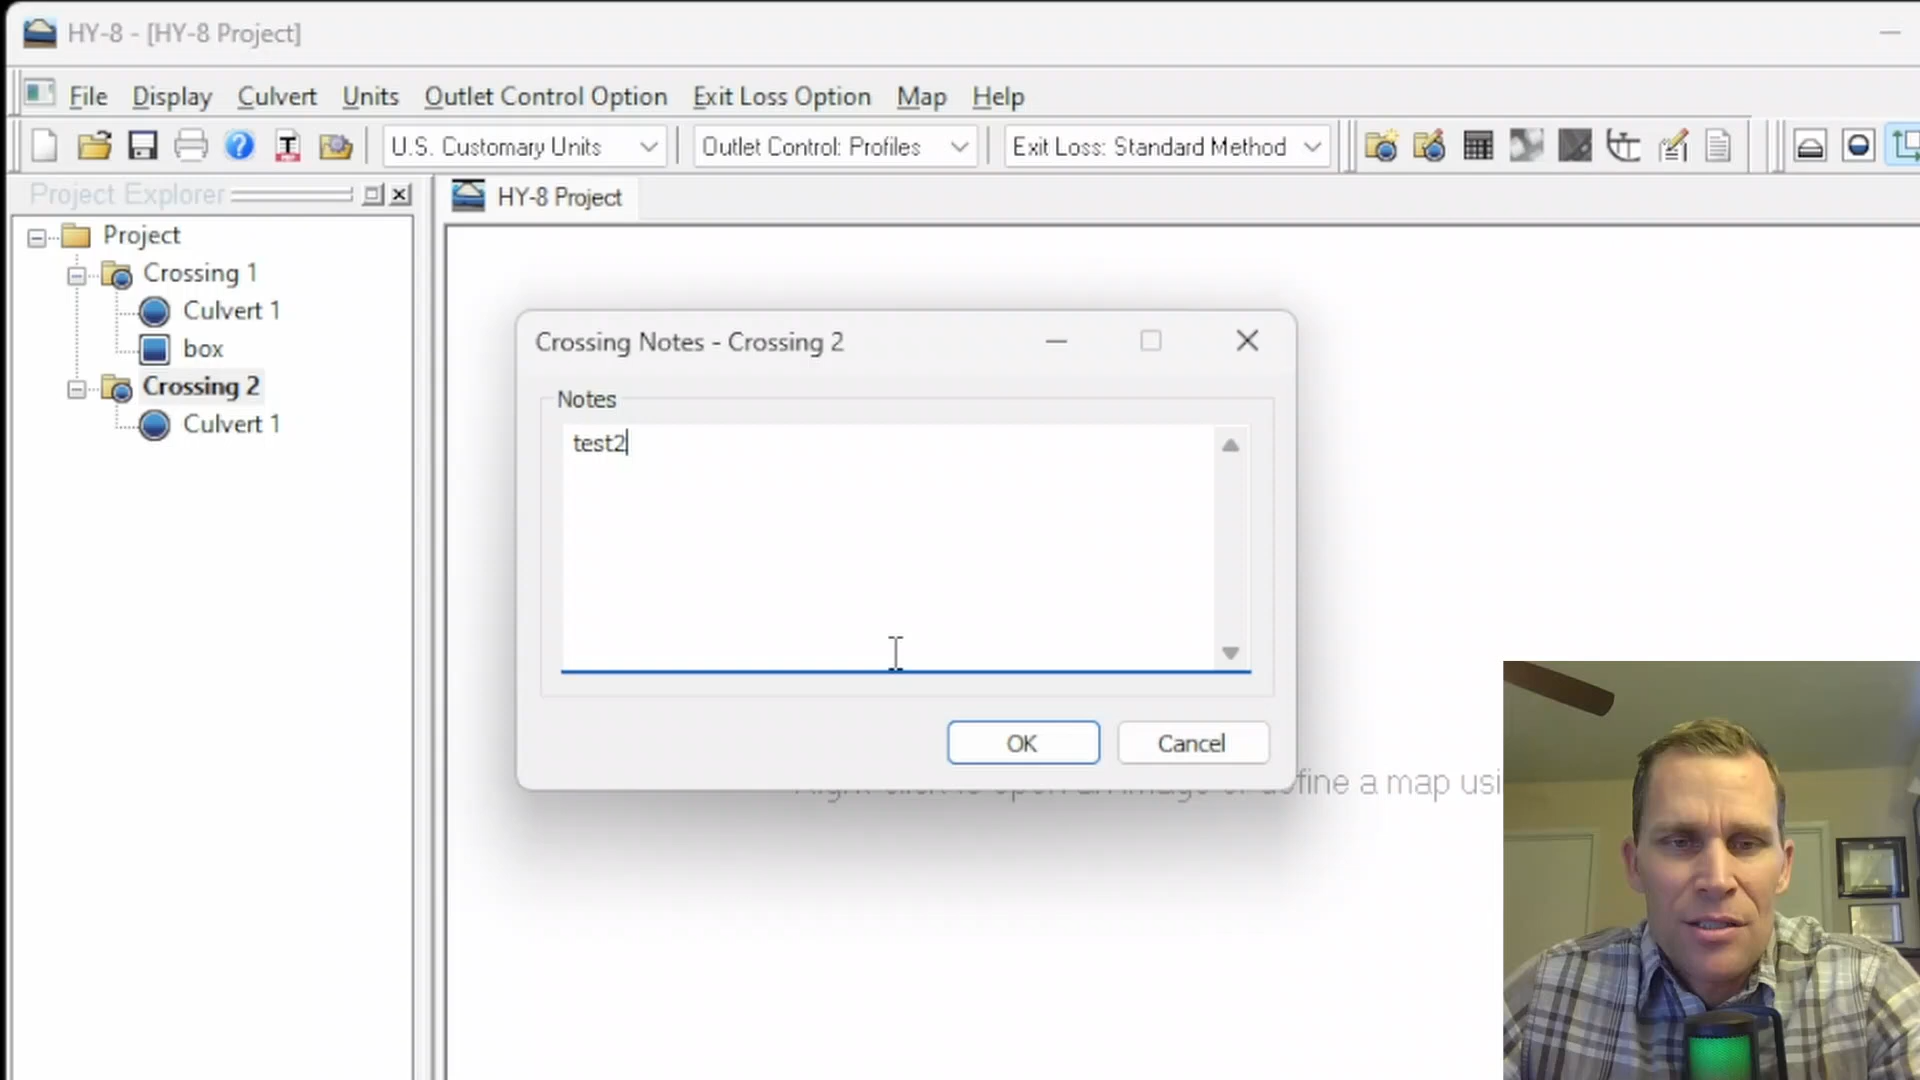 HY-8 - [HY-8 Project]
File Display Culvert Units Outlet Control Option Exit Loss Option Map Help
U.S. Customary Units Outlet Control: Profiles Exit Loss: Standard Method
Project Explorer
HY-8 Project
Project
Crossing 1
Culvert 1
box
Crossing 2
Culvert 1
Crossing Notes - Crossing 2
Notes
test2
OK Cancel
fine a map usi